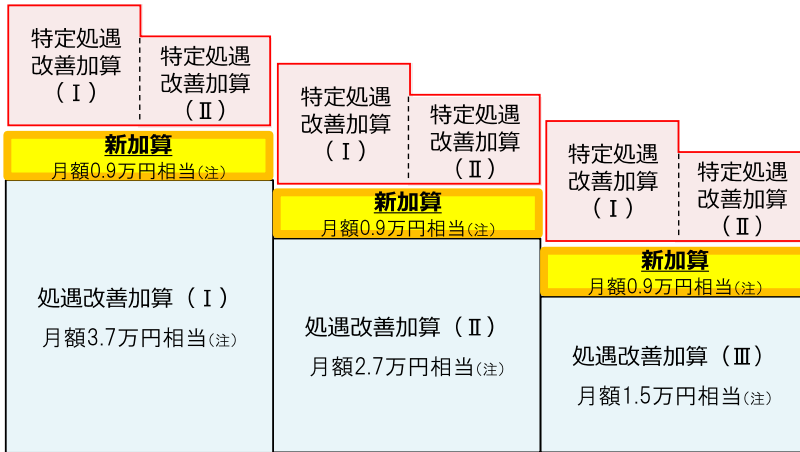 特定処遇
改善加算
（Ⅰ）
特定処遇
改善加算
（Ⅱ）
新加算
月額0.9万円相当(注)
処遇改善加算（Ⅰ）
月額3.7万円相当(注)
特定処遇
改善加算
（Ⅰ）
特定処遇
改善加算
（Ⅱ）
新加算
月額0.9万円相当(注)
処遇改善加算（Ⅱ）
月額2.7万円相当(注)
特定処遇
改善加算
（Ⅰ）
特定処遇
改善加算
（Ⅱ）
新加算
月額0.9万円相当(注)
処遇改善加算（Ⅲ）
月額1.5万円相当(注)